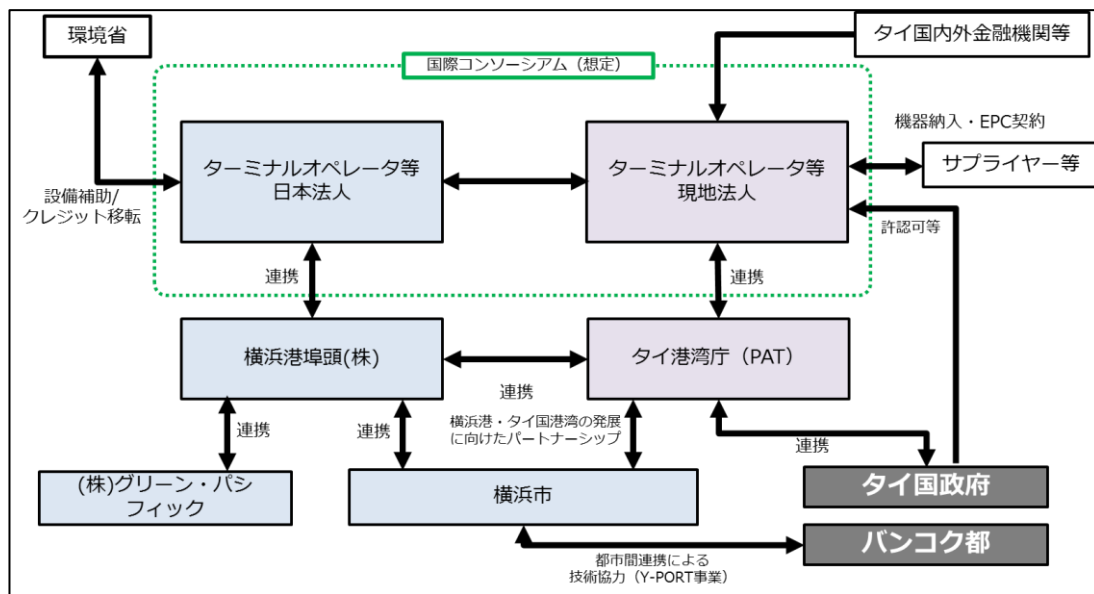 環境省
タイ国内外金融機関等
国際コンソーシアム（想定）
機器納入・EPC契約
ターミナルオペレータ等
日本法人
ターミナルオペレータ等
現地法人
サプライヤー等
設備補助/
クレジット移転
許認可等
連携
連携
横浜港埠頭(株)
タイ港湾庁（PAT）
連携
連携
連携
横浜港・タイ国港湾の発展
に向けたパートナーシップ
連携
(株)グリーン・パシ
フィック
横浜市
タイ国政府
バンコク都
都市間連携による
技術協力（Y-PORT事業）